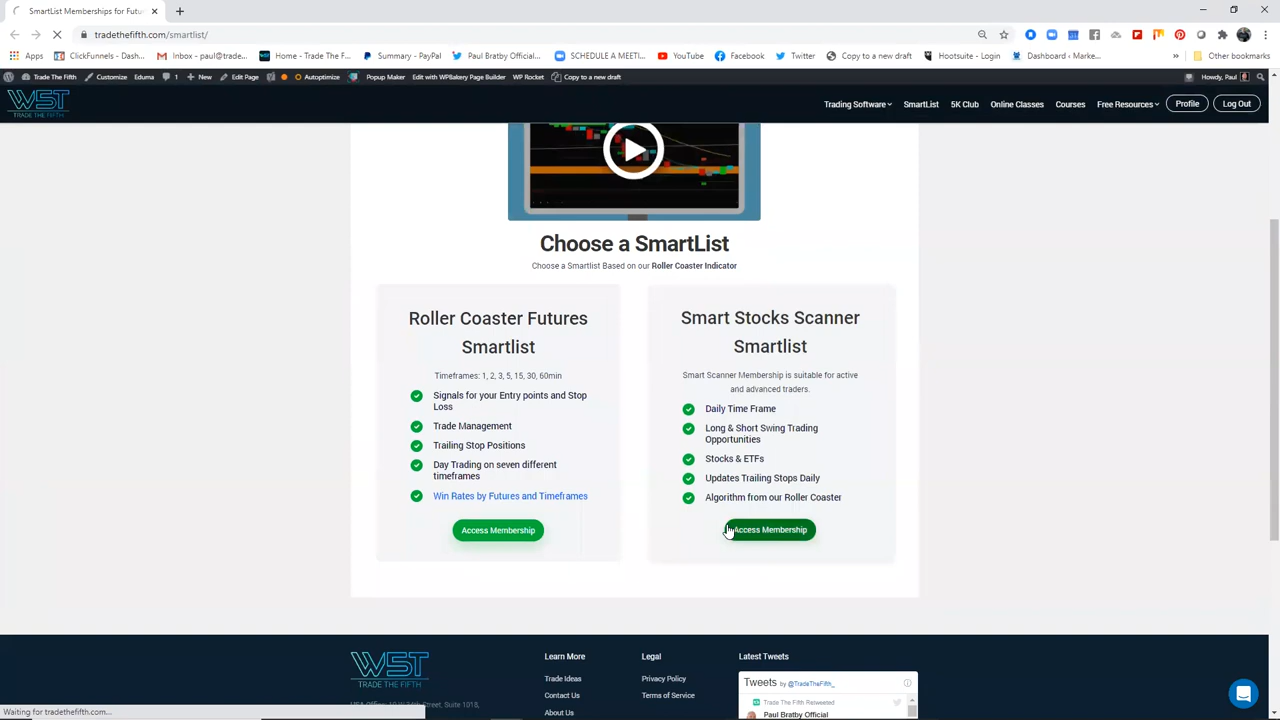 SmartList Memberships for Futur
tradethefifth.com/smartlist/
Apps ClickFunnels - Dash... Inbox - paul@trade... Home - Trade The F... Summary - PayPal Paul Bratby Official... SCHEDULE A MEETI... YouTube Facebook Twitter Copy to a new draft Hootsuite - Login Dashboard ‹ Marke... » Other bookmarks
Trade The Fifth Customize Eduma 1 New Edit Page Autoptimize Popup Maker Edit with WPBakery Page Builder WP Rocket Copy to a new draft Howdy, Paul
W5T
TRADE THE FIFTH
Trading Software SmartList 5K Club Online Classes Courses Free Resources Profile Log Out
Choose a SmartList
Choose a Smartlist Based on our Roller Coaster Indicator
Roller Coaster Futures
Smartlist
Timeframes: 1, 2, 3, 5, 15, 30, 60min
Signals for your Entry points and Stop
Loss
Trade Management
Trailing Stop Positions
Day Trading on seven different
timeframes
Win Rates by Futures and Timeframes
Access Membership
Smart Stocks Scanner
Smartlist
Smart Scanner Membership is suitable for active
and advanced traders.
Daily Time Frame
Long & Short Swing Trading
Opportunities
Stocks & ETFs
Updates Trailing Stops Daily
Algorithm from our Roller Coaster
Access Membership
W5T
TRADE THE FIFTH
Learn More
Trade Ideas
Contact Us
About Us
Legal
Privacy Policy
Terms of Service
Latest Tweets
Tweets by @TradeTheFifth_
Trade The Fifth Retweeted
Paul Bratby Official
Waiting for tradethefifth.com...